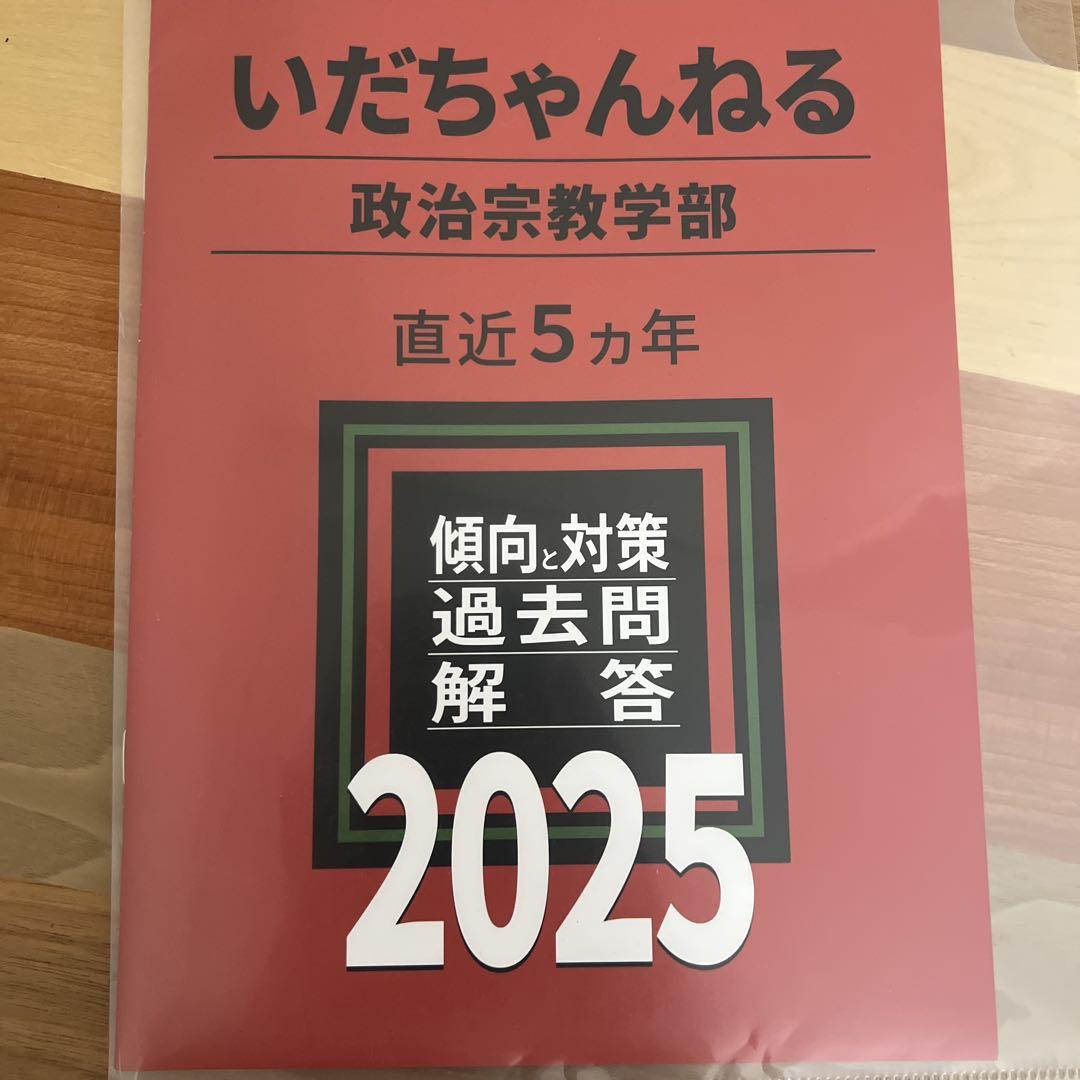 いだちゃんねる
政治宗教学部
直近5ヵ年
傾向と対策
過去問
解答
2025